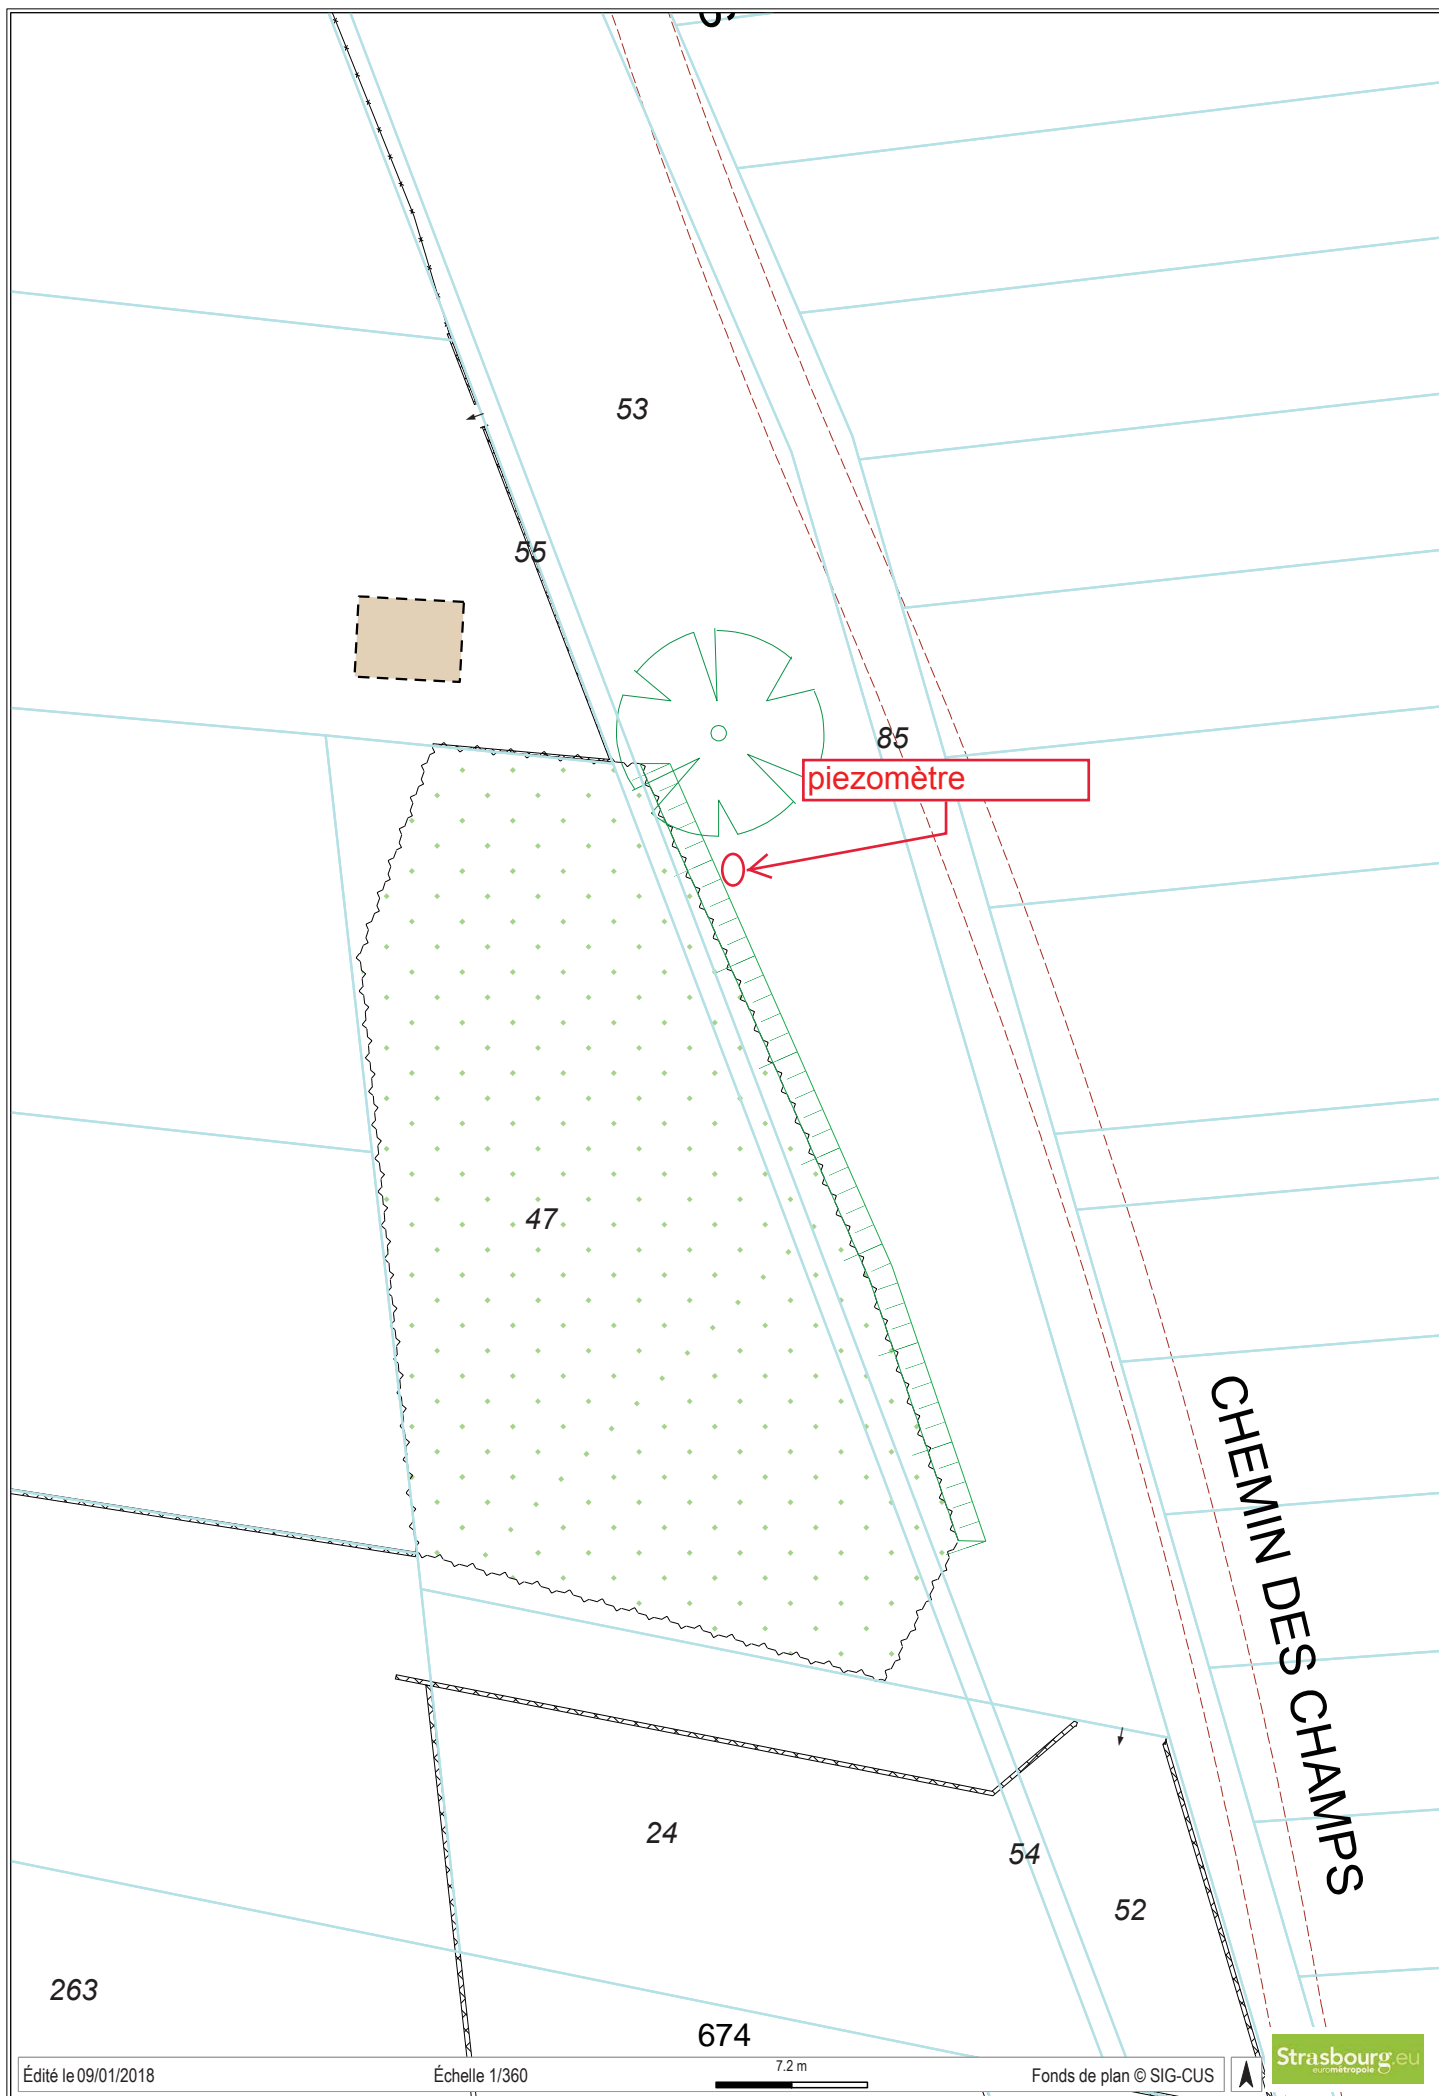 53
55
85
piezomètre
47
CHEMIN DES CHAMPS
24
54
52
263
674
Édité le 09/01/2018
Échelle 1/360
7.2 m
Fonds de plan © SIG-CUS
Strasbourg.eu
eurométropole